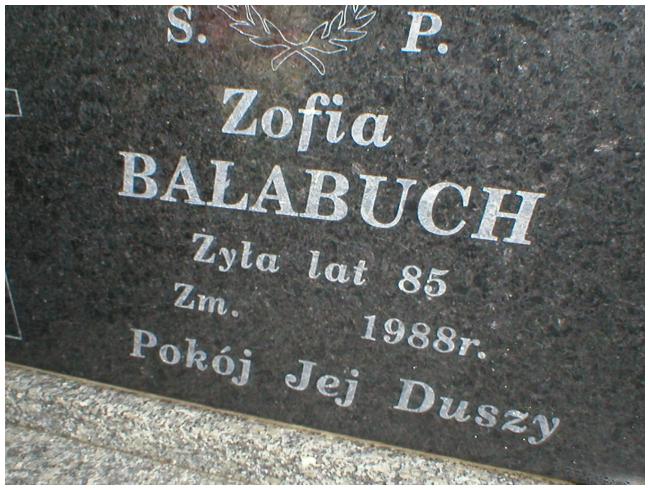 S. P.
Zofia
BAŁABUCH
Żyła lat 85
Zm. 1988r.
Pokój Jej Duszy